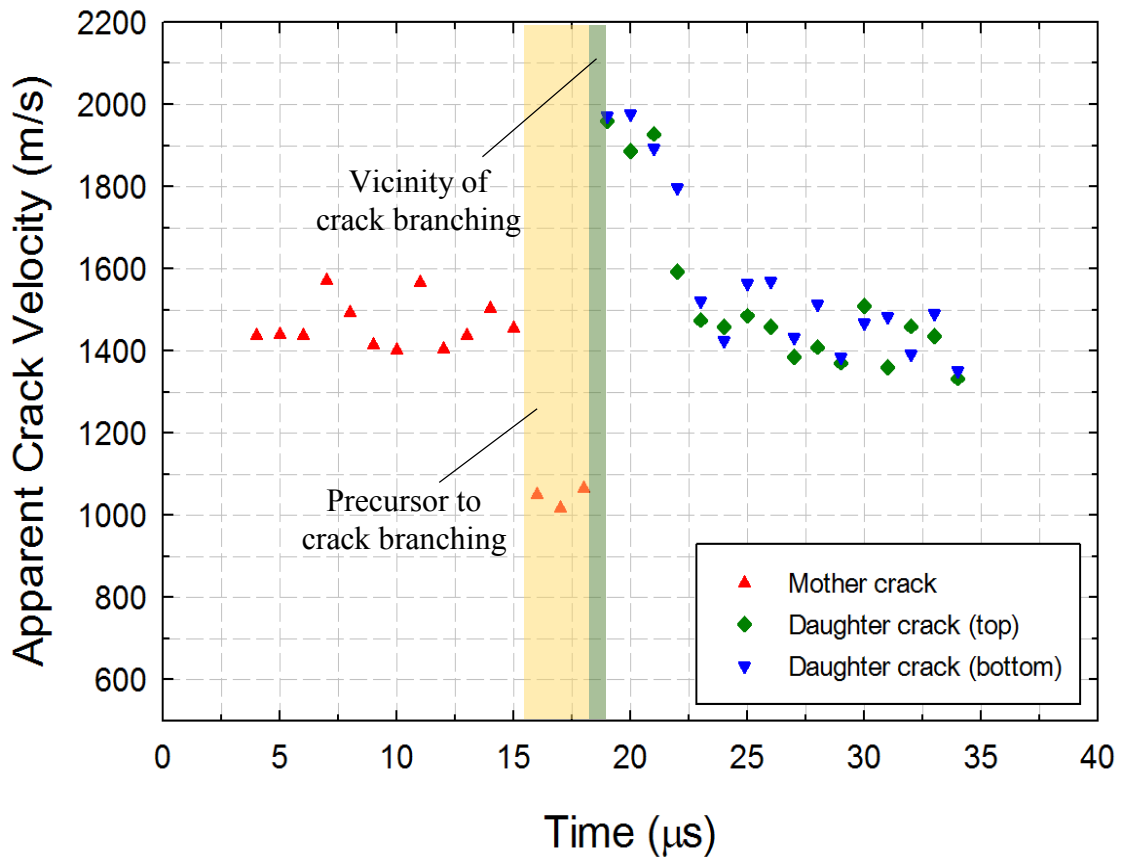 Apparent Crack Velocity (m/s)
2200
2000
1800
1600
1400
1200
1000
800
600
Vicinity of
crack branching
Precursor to
crack branching
Mother crack
Daughter crack (top)
Daughter crack (bottom)
0 5 10 15 20 25 30 35 40
Time (μs)